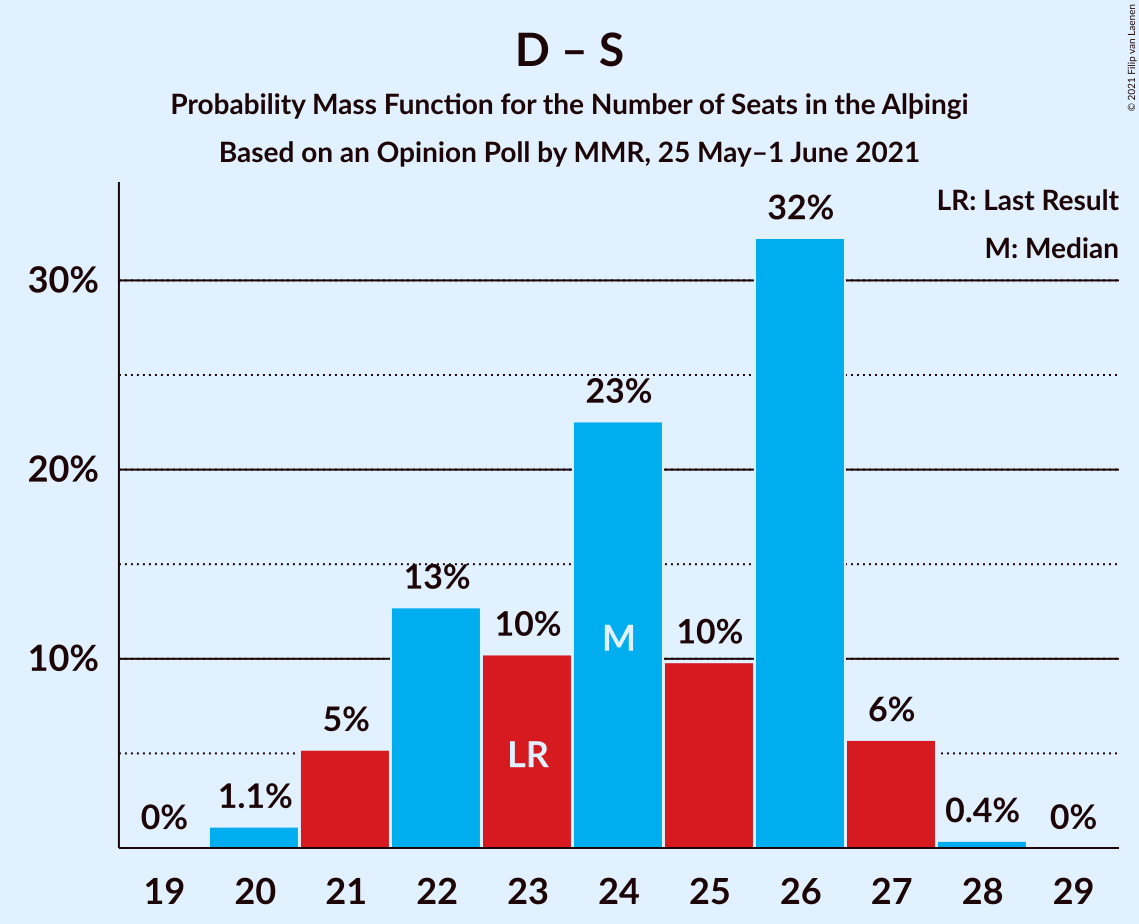 D – S
Probability Mass Function for the Number of Seats in the Alþingi
Based on an Opinion Poll by MMR, 25 May–1 June 2021
© 2021 Filip van Laenen
LR: Last Result
M: Median
30%
20%
10%
0%
1.1%
5%
13%
10%
23%
10%
32%
6%
0.4%
0%
LR
M
19 20 21 22 23 24 25 26 27 28 29